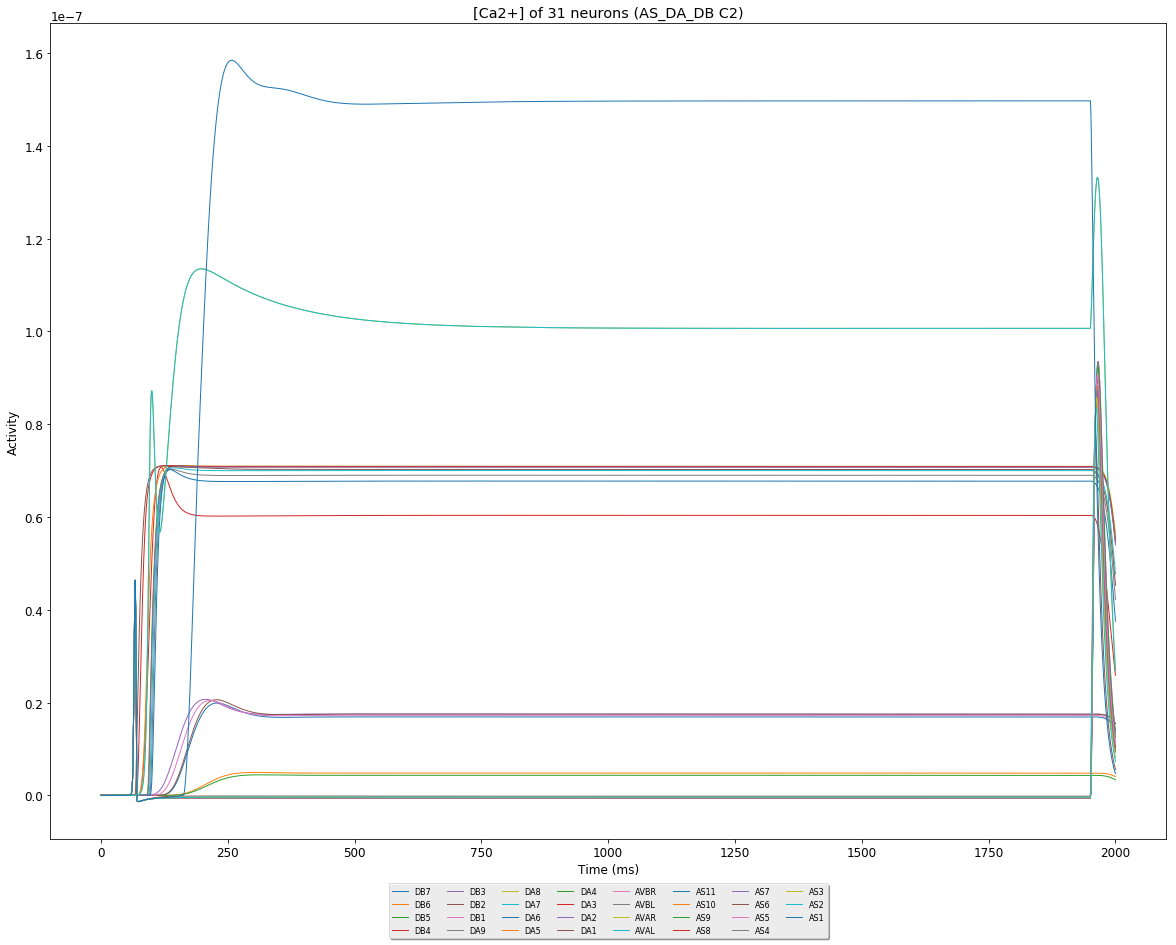 [Ca2+] of 31 neurons (AS_DA_DB C2)
1e−7
1.6
1.4
1.2
1.0
0.8
0.6
0.4
0.2
0.0
Activity
0 250 500 750 1000 1250 1500 1750 2000
Time (ms)
DB7 DB3 DA8 DA4 AVBR AS11 AS7 AS3
DB6 DB2 DA7 DA3 AVBL AS10 AS6 AS2
DB5 DB1 DA6 DA2 AVAR AS9 AS5 AS1
DB4 DA9 DA5 DA1 AVAL AS8 AS4